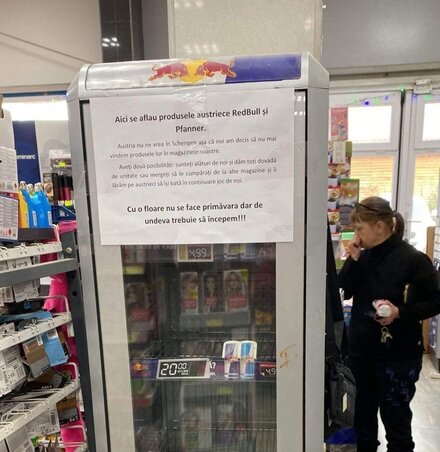 Aici se aflau produsele austriece RedBull și
Pfanner.
Austria nu ne vrea în Schengen așa că noi am decis să nu mai
vindem produsele lor în magazinele noastre.
Aveți două posibilitați: sunteți alături de noi și dăm toți dovadă
de unitate sau mergeți să le cumpărați de la alte magazine și îi
lăsăm pe austrieci să își bată în continuare joc de noi.
Cu o floare nu se face primăvara dar de
undeva trebuie să începem!!!
4.99
20.00
4.9